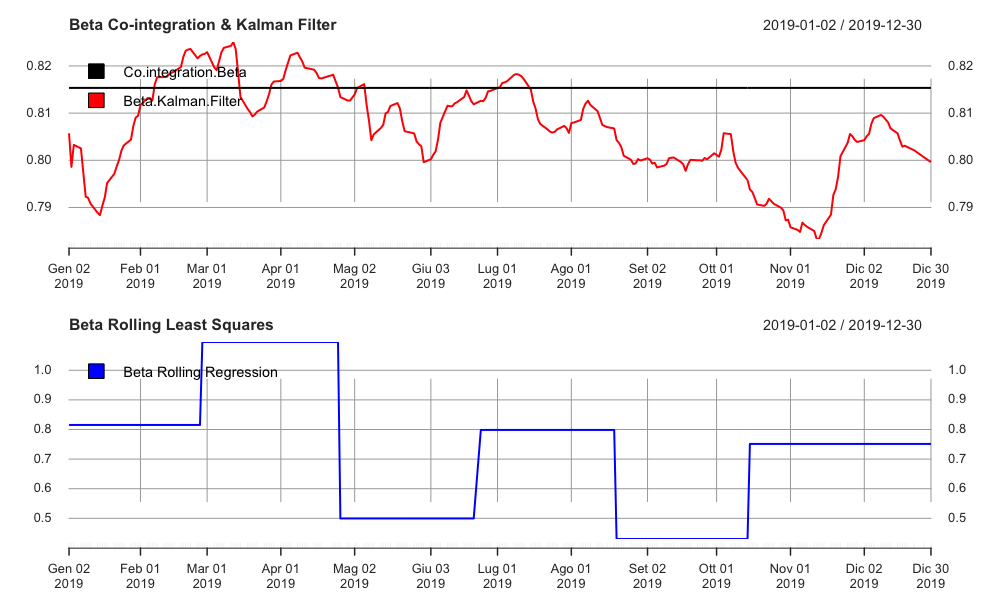 Beta Co-integration & Kalman Filter 2019-01-02 / 2019-12-30
Co.integration.Beta
Beta.Kalman.Filter
0.82 0.82
0.81 0.81
0.80 0.80
0.79 0.79
Gen 02 Feb 01 Mar 01 Apr 01 Mag 02 Giu 03 Lug 01 Ago 01 Set 02 Ott 01 Nov 01 Dic 02 Dic 30
2019 2019 2019 2019 2019 2019 2019 2019 2019 2019 2019 2019 2019
Beta Rolling Least Squares 2019-01-02 / 2019-12-30
Beta Rolling Regression
1.0 1.0
0.9 0.9
0.8 0.8
0.7 0.7
0.6 0.6
0.5 0.5
Gen 02 Feb 01 Mar 01 Apr 01 Mag 02 Giu 03 Lug 01 Ago 01 Set 02 Ott 01 Nov 01 Dic 02 Dic 30
2019 2019 2019 2019 2019 2019 2019 2019 2019 2019 2019 2019 2019